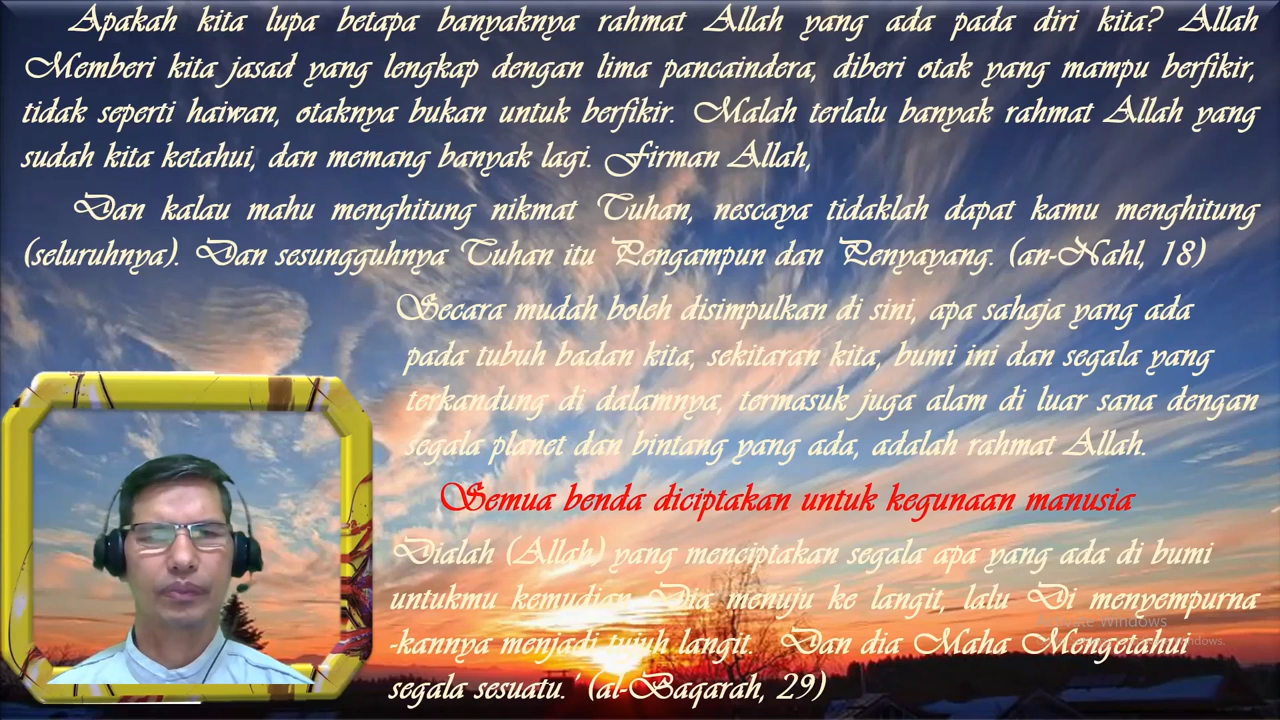 Apakah kita lupa betapa banyaknya rahmat Allah yang ada pada diri kita? Allah
Memberi kita jasad yang lengkap dengan lima pancaindera, diberi otak yang mampu berfikir,
tidak seperti haiwan, otaknya bukan untuk berfikir. Malah terlalu banyak rahmat Allah yang
sudah kita ketahui, dan memang banyak lagi. Firman Allah,
Dan kalau mahu menghitung nikmat Tuhan, nescaya tidaklah dapat kamu menghitung
(seluruhnya). Dan sesungguhnya Tuhan itu Pengampun dan Penyayang. (an-Nahl, 18)
Secara mudah boleh disimpulkan di sini, apa sahaja yang ada
pada tubuh badan kita, sekitaran kita, bumi ini dan segala yang
terkandung di dalamnya, termasuk juga alam di luar sana dengan
segala planet dan bintang yang ada, adalah rahmat Allah.
Semua benda diciptakan untuk kegunaan manusia
Dialah (Allah) yang menciptakan segala apa yang ada di bumi
untukmu kemudian Dia menuju ke langit, lalu Di menyempurna
-kannya menjadi tujuh langit. Dan dia Maha Mengetahui
segala sesuatu.' (al-Baqarah, 29)
Activate Windows